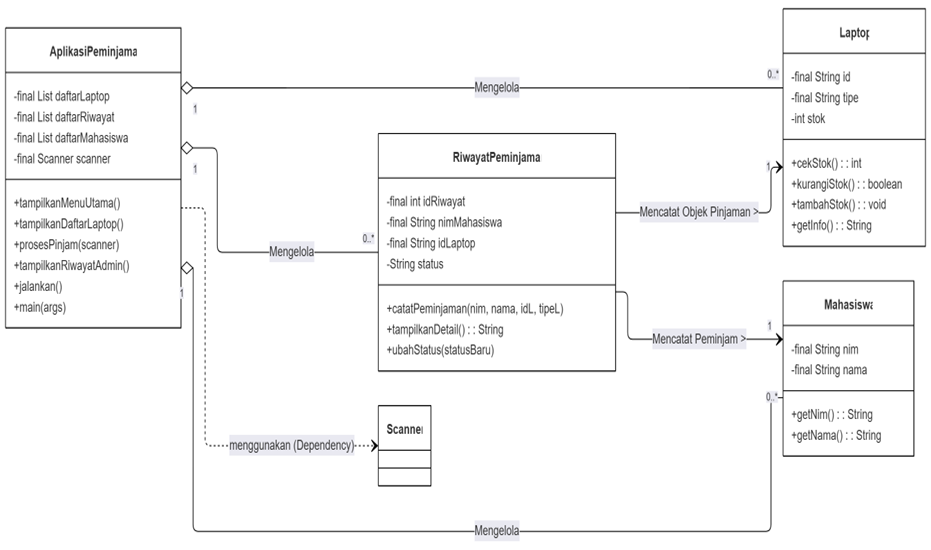 AplikasiPeminjama
-final List daftarLaptop
-final List daftarRiwayat
-final List daftarMahasiswa
-final Scanner scanner
+tampilkanMenuUtama()
+tampilkanDaftarLaptop()
+prosesPinjam(scanner)
+tampilkanRiwayatAdmin()
+jalankan()
+main(args)
1
1
1
Mengelola
0..*
Laptop
-final String id
-final String tipe
-int stok
+cekStok() : : int
+kurangiStok() : : boolean
+tambahStok() : : void
+getInfo() : : String
Mengelola
0..*
RiwayatPeminjama
-final int idRiwayat
-final String nimMahasiswa
-final String idLaptop
-String status
+catatPeminjaman(nim, nama, idL, tipeL)
+tampilkanDetail() : : String
+ubahStatus(statusBaru)
Mencatat Objek Pinjaman >
1
Mencatat Peminjam >
1
Mahasiswa
-final String nim
-final String nama
+getNim() : : String
+getNama() : : String
0..*
menggunakan (Dependency)
Scanner
Mengelola